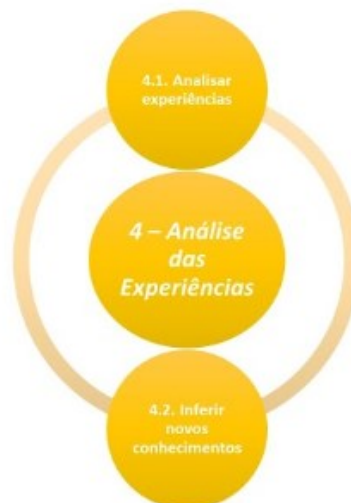 4.1. Analisar
experiências
4 – Análise
das
Experiências
4.2. Inferir
novos
conhecimentos